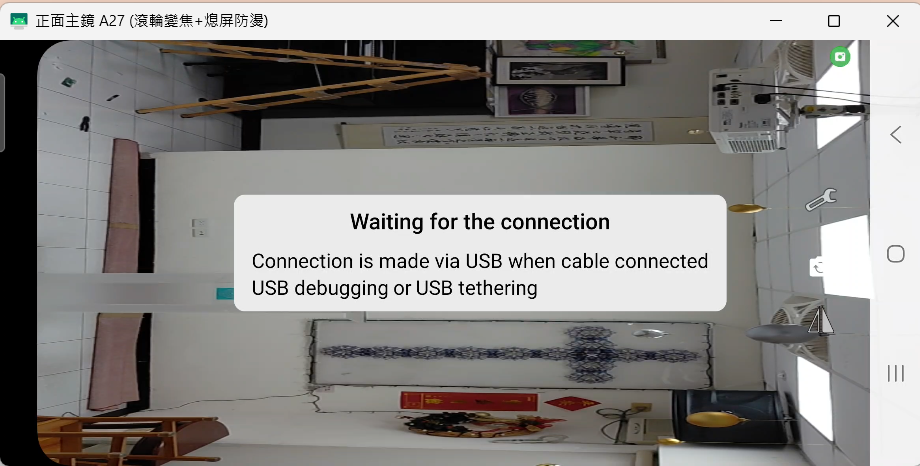 正面主鏡 A27 (滾輪變焦+熄屏防燙)
Waiting for the connection
Connection is made via USB when cable connected
USB debugging or USB tethering